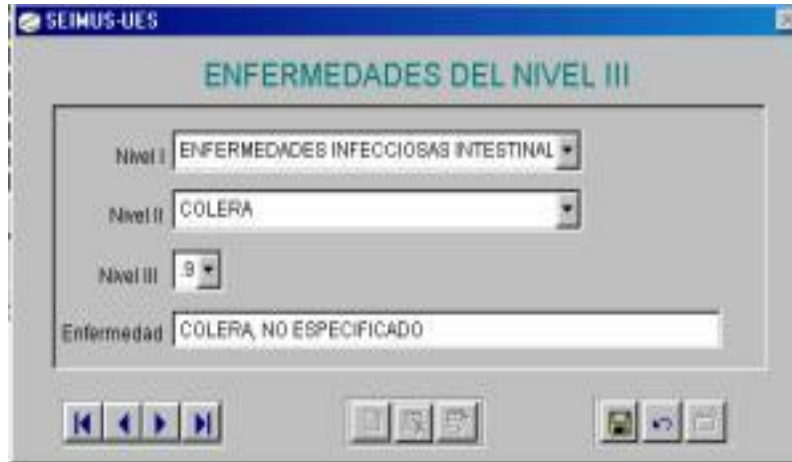 SEIMUS-UES
ENFERMEDADES DEL NIVEL III
Nivel I ENFERMEDADES INFECCIOSAS INTESTINAL
Nivel II COLERA
Nivel III .9
Enfermedad COLERA, NO ESPECIFICADO